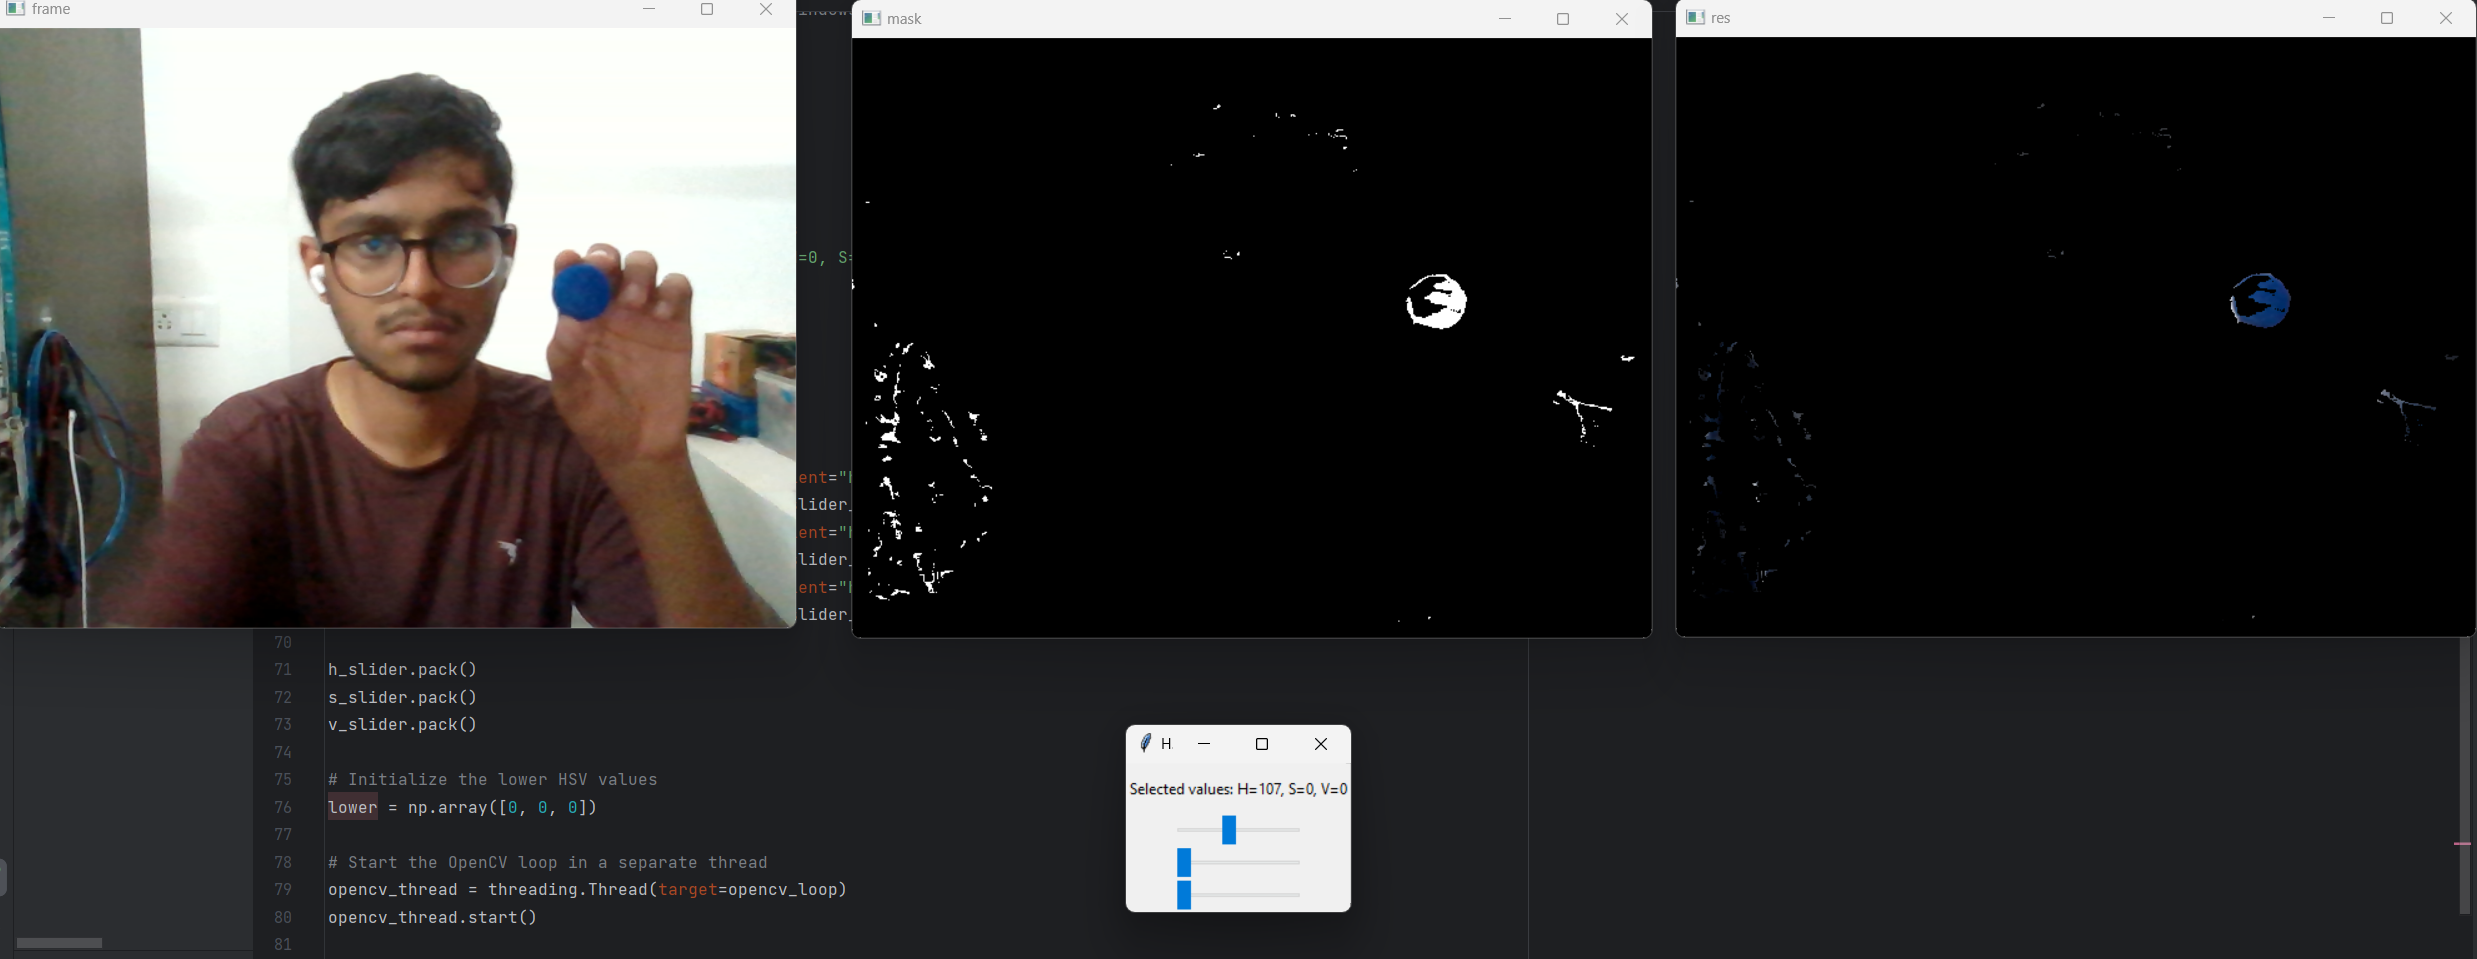 frame
mask
res
=0, S=
ent="
lider_
ent="
lider_
ent="
lider_
70
71 h_slider.pack()
72 s_slider.pack()
73 v_slider.pack()
74
75 # Initialize the lower HSV values
76 lower = np.array([0, 0, 0])
77
78 # Start the OpenCV loop in a separate thread
79 opencv_thread = threading.Thread(target=opencv_loop)
80 opencv_thread.start()
81
H
Selected values: H=107, S=0, V=0